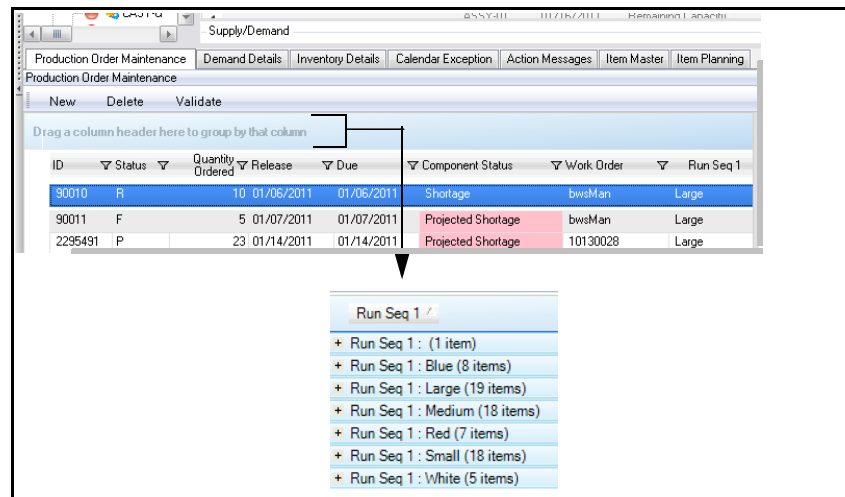 Supply/Demand
Production Order Maintenance Demand Details Inventory Details Calendar Exception Action Messages Item Master Item Planning
Production Order Maintenance
New Delete Validate
Drag a column header here to group by that column
ID Status Quantity Ordered Release Due Component Status Work Order Run Seq 1
90010 R 10 01/06/2011 01/06/2011 Shortage bwsMan Large
90011 F 5 01/07/2011 01/07/2011 Projected Shortage bwsMan Large
2295491 P 23 01/14/2011 01/14/2011 Projected Shortage 10130028 Large
Run Seq 1
+ Run Seq 1 : (1 item)
+ Run Seq 1 : Blue (8 items)
+ Run Seq 1 : Large (19 items)
+ Run Seq 1 : Medium (18 items)
+ Run Seq 1 : Red (7 items)
+ Run Seq 1 : Small (18 items)
+ Run Seq 1 : White (5 items)